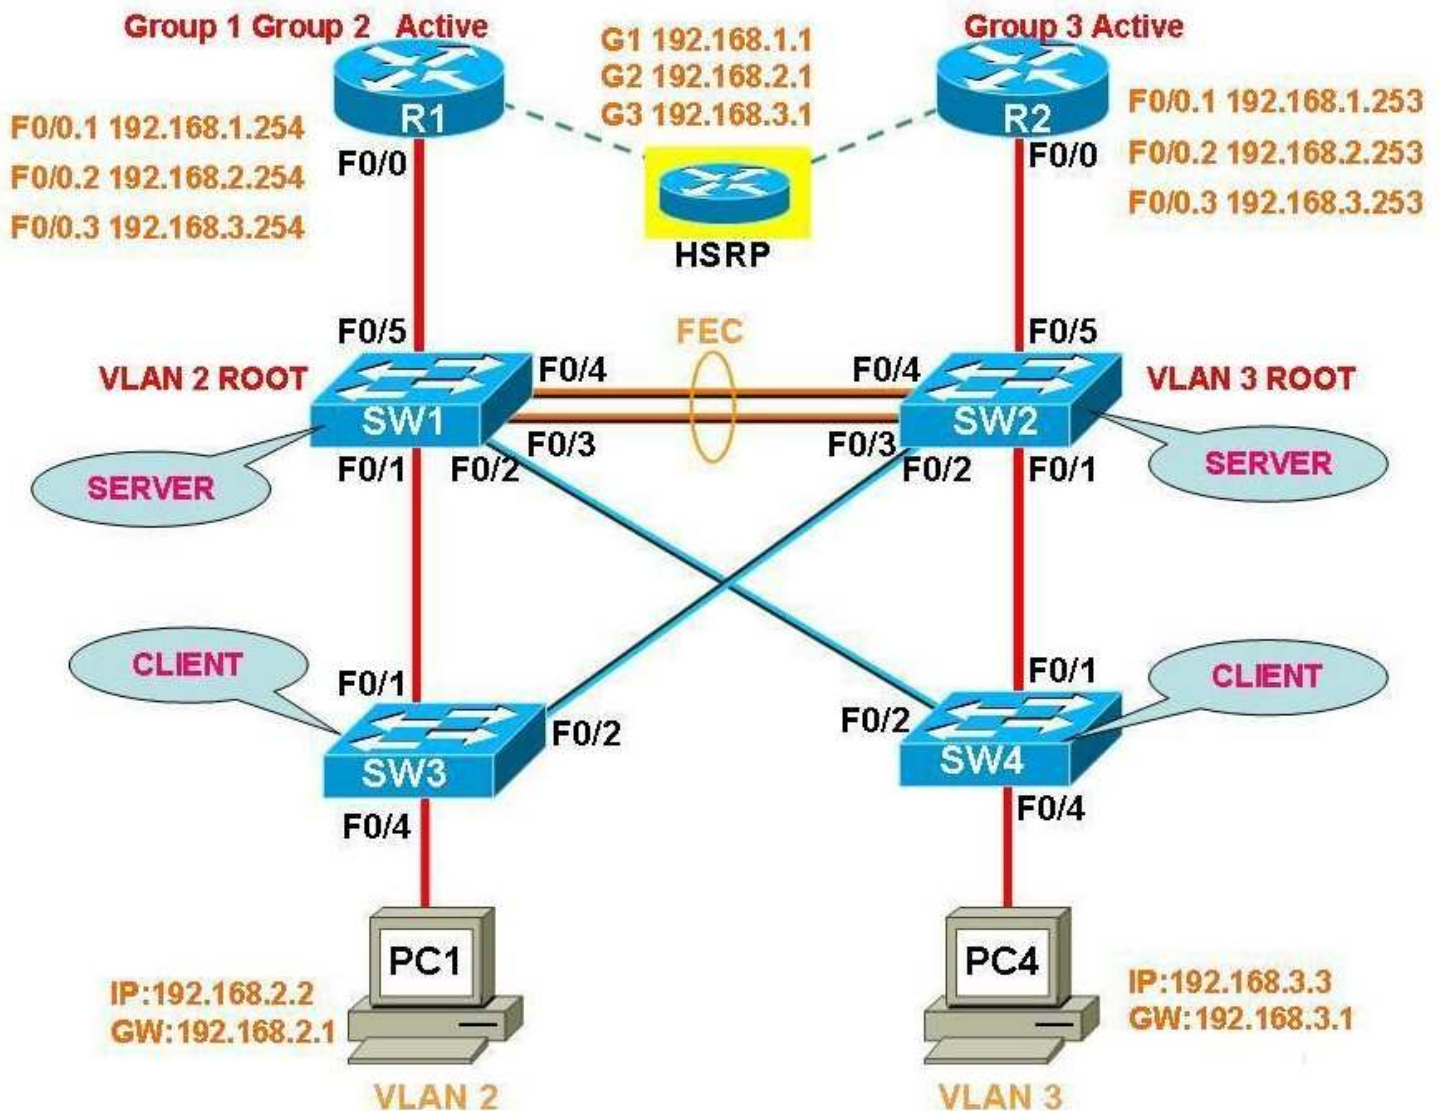 Group 1 Group 2 Active
Group 3 Active
G1 192.168.1.1
G2 192.168.2.1
G3 192.168.3.1
R1
R2
F0/0.1 192.168.1.254
F0/0.2 192.168.2.254
F0/0.3 192.168.3.254
F0/0.1 192.168.1.253
F0/0.2 192.168.2.253
F0/0.3 192.168.3.253
F0/0
F0/0
HSRP
F0/5
FEC
F0/5
VLAN 2 ROOT
F0/4
F0/4
VLAN 3 ROOT
SW1
SW2
F0/3
F0/3
F0/1
F0/2
F0/2
F0/1
SERVER
SERVER
CLIENT
CLIENT
F0/1
F0/1
F0/2
F0/2
SW3
SW4
F0/4
F0/4
PC1
PC4
IP:192.168.2.2
GW:192.168.2.1
IP:192.168.3.3
GW:192.168.3.1
VLAN 2
VLAN 3